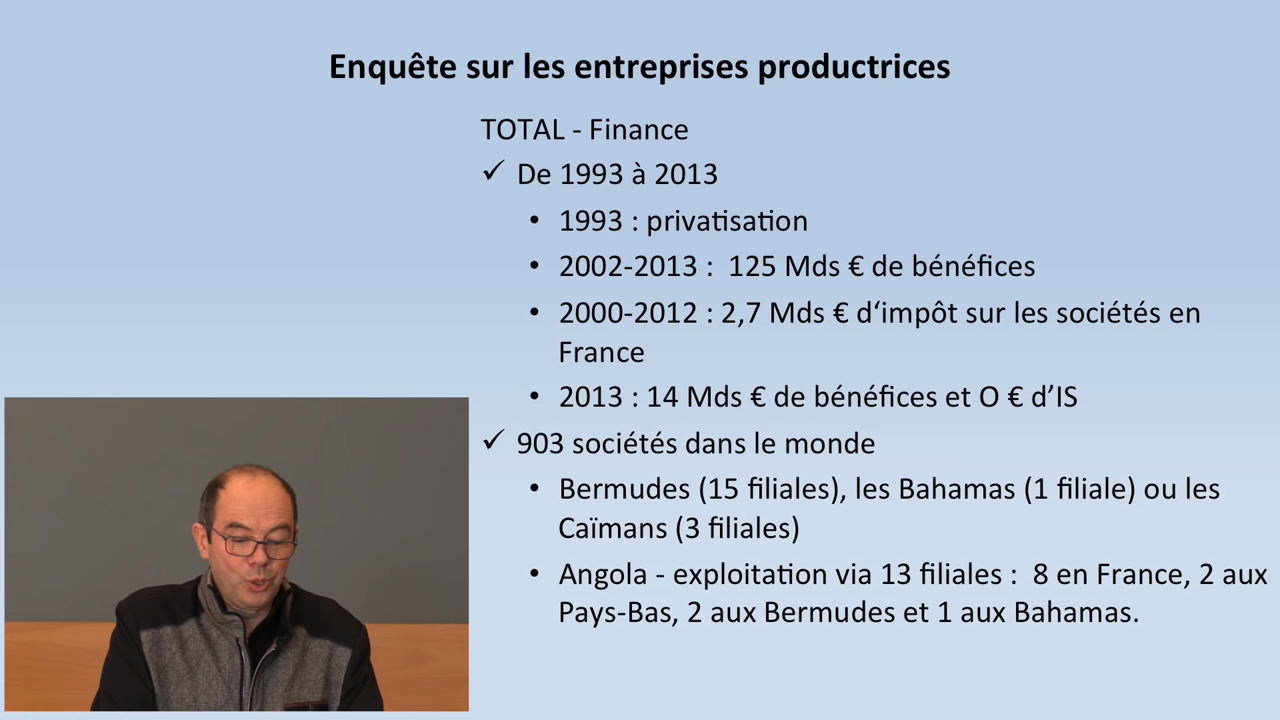 Enquête sur les entreprises productrices
TOTAL - Finance
✓ De 1993 à 2013
• 1993 : privatisation
• 2002-2013 : 125 Mds € de bénéfices
• 2000-2012 : 2,7 Mds € d‘impôt sur les sociétés en
France
• 2013 : 14 Mds € de bénéfices et O € d’IS
✓ 903 sociétés dans le monde
• Bermudes (15 filiales), les Bahamas (1 filiale) ou les
Caïmans (3 filiales)
• Angola - exploitation via 13 filiales : 8 en France, 2 aux
Pays-Bas, 2 aux Bermudes et 1 aux Bahamas.